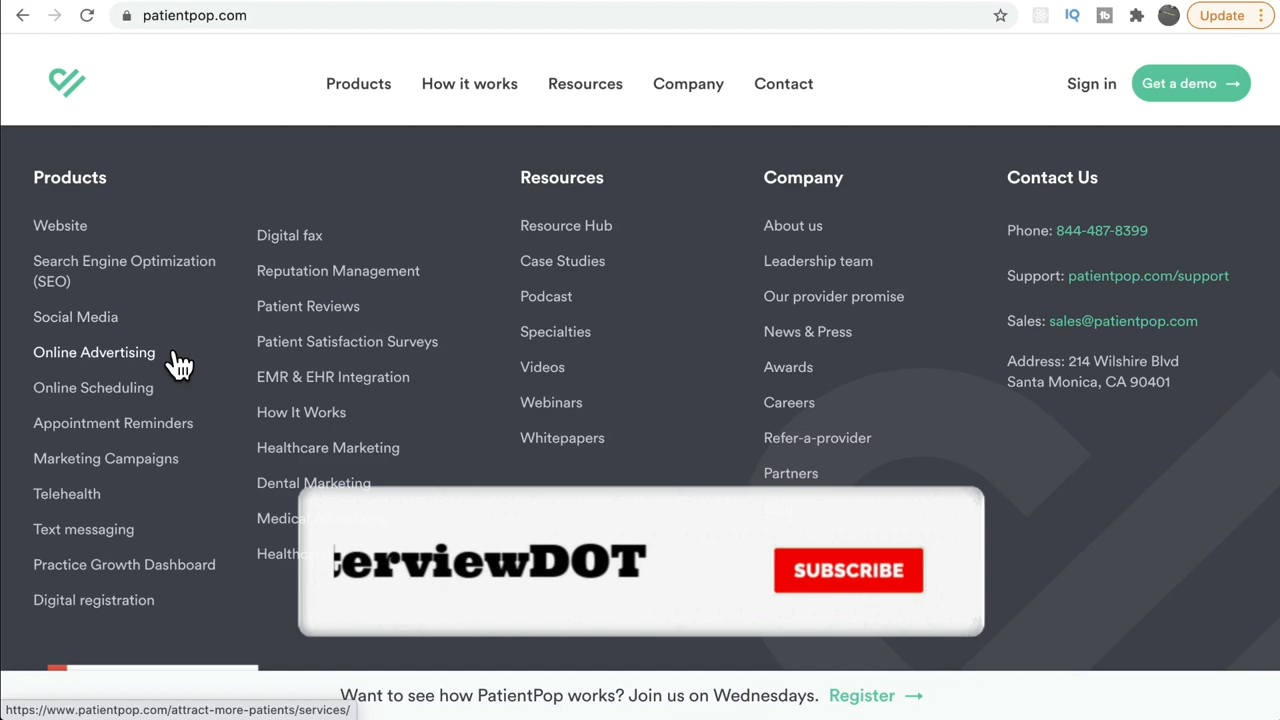 patientpop.com
Update
Products
How it works
Resources
Company
Contact
Sign in
Get a demo →
Products
Website
Search Engine Optimization
(SEO)
Social Media
Online Advertising
Online Scheduling
Appointment Reminders
Marketing Campaigns
Telehealth
Text messaging
Practice Growth Dashboard
Digital registration
Digital fax
Reputation Management
Patient Reviews
Patient Satisfaction Surveys
EMR & EHR Integration
How It Works
Healthcare Marketing
Dental Marketing
Resources
Resource Hub
Case Studies
Podcast
Specialties
Videos
Webinars
Whitepapers
Company
About us
Leadership team
Our provider promise
News & Press
Awards
Careers
Refer-a-provider
Partners
Contact Us
Phone: 844-487-8399
Support: patientpop.com/support
Sales: sales@patientpop.com
Address: 214 Wilshire Blvd
Santa Monica, CA 90401
terviewDOT
SUBSCRIBE
Want to see how PatientPop works? Join us on Wednesdays. Register →
https://www.patientpop.com/attract-more-patients/services/